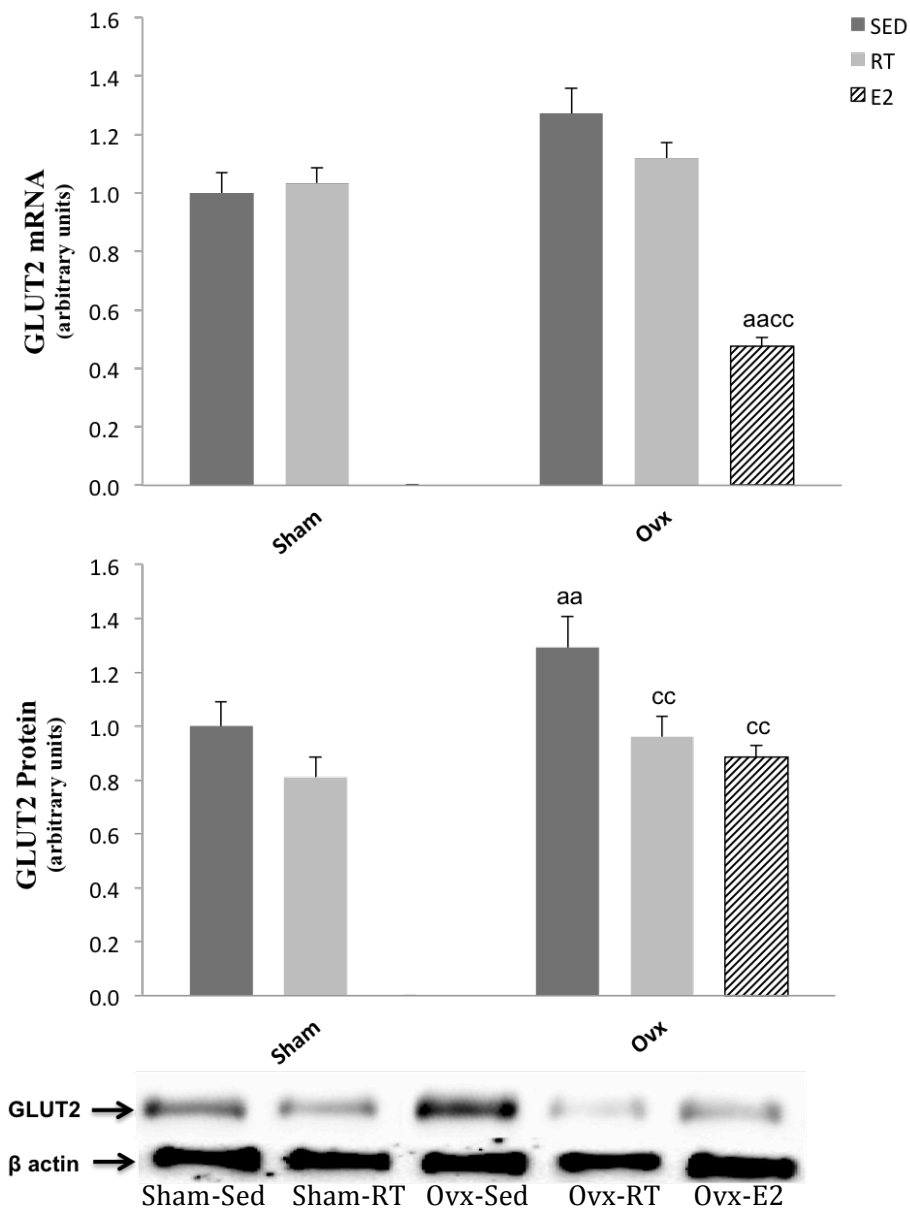 1.6
1.4
1.2
1.0
0.8
0.6
0.4
0.2
0.0
GLUT2 mRNA
(arbitrary units)
SED
RT
E2
aacc
Sham
Ovx
1.6
1.4
1.2
1.0
0.8
0.6
0.4
0.2
0.0
GLUT2 Protein
(arbitrary units)
aa
cc
cc
Sham
Ovx
GLUT2
β actin
Sham-Sed Sham-RT Ovx-Sed Ovx-RT Ovx-E2